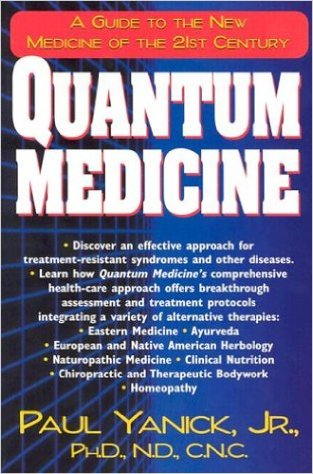 A Guide to the New
Medicine of the 21st Century
Quantum
Medicine
• Discover an effective approach for
treatment-resistant syndromes and other diseases.
• Learn how Quantum Medicine's comprehensive
health-care approach offers breakthrough
assessment and treatment protocols
integrating a variety of alternative therapies:
• Eastern Medicine • Ayurveda
• European and Native American Herbology
• Naturopathic Medicine • Clinical Nutrition
• Chiropractic and Therapeutic Bodywork
• Homeopathy
Paul Yanick, Jr.,
Ph.D., N.D., C.N.C.